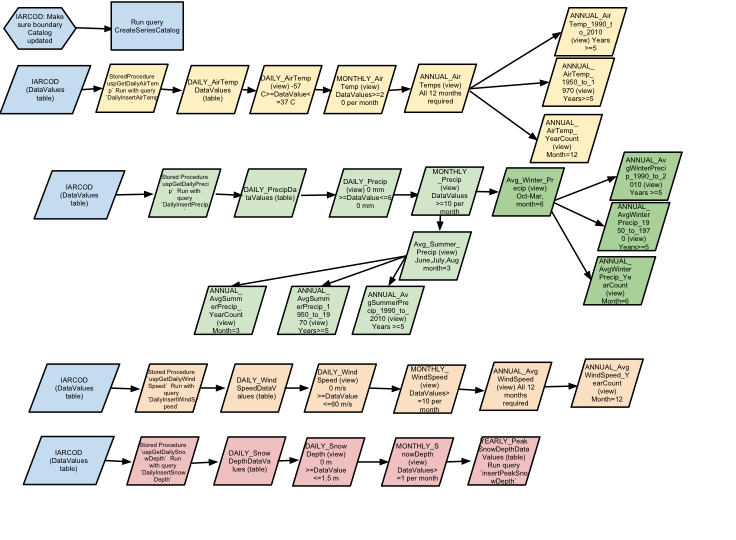 IARCOD: Make
sure boundary
Catalog
updated
Run query
CreateSeriesCatalog
IARCOD
(DataValues
table)
StoredProcedure
`uspGetDailyAirTem
p` Run with query
`DailyInsertAirTemp
`
DAILY_AirTemp
DataValues
(table)
DAILY_AirTemp
(view) -57
C>=DataValue<
=37 C
MONTHLY_Air
Temp (view)
DataValues>=2
0 per month
ANNUAL_Air
Temps (view)
All 12 months
required
ANNUAL_Air
Temp_1990_t
o_2010
(view) Years
>=5
ANNUAL_
AirTemp_
1950_to_1
970 (view)
Years>=5
ANNUAL_
AirTemp_
YearCount
(view)
Month=12
IARCOD
(DataValues
table)
Stored Procedure
`uspGetDailyPreci
p` Run with
query
`DailyInsertPrecip
`
DAILY_PrecipDa
taValues (table)
DAILY_Precip
(view) 0 mm
>=DataValue<=6
0 mm
MONTHLY
_Precip
(view)
DataValues
>=10 per
month
Avg_Winter_Pr
ecip (view)
Oct-Mar,
month=6
ANNUAL_Av
gWinterPreci
p_1990_to_2
010 (view)
Years >=5
ANNUAL_
AvgWinter
Precip_19
50_to_197
0 (view)
Years>=5
ANNUAL_
AvgWinter
Precip_Ye
arCount
(view)
Month=6
Avg_Summer_
Precip (view)
June,July,Aug
month=3
ANNUAL_
AvgSumm
erPrecip_
YearCount
(view)
Month=3
ANNUAL_
AvgSumm
erPrecip_1
950_to_19
70 (view)
Years>=5
ANNUAL_Av
gSummerPre
cip_1990_to_
2010 (view)
Years >=5
IARCOD
(DataValues
table)
Stored Procedure
`uspGetDailyWind
Speed` Run with
query
`DailyInsertWindS
peed`
DAILY_Wind
SpeedDataV
alues (table)
DAILY_Wind
Speed (view)
0 m/s
>=DataValue
<=60 m/s
MONTHLY_
WindSpeed
(view)
DataValues>
=10 per
month
ANNUAL_Avg
WindSpeed
(view) All 12
months
required
ANNUAL_Avg
WindSpeed_Y
earCount
(view)
Month=12
IARCOD
(DataValues
table)
Stored Procedure
`uspGetDailySno
wDepth` Run
with query
`DailyInsertSnow
Depth`
DAILY_Snow
DepthDataVa
lues (table)
DAILY_Snow
Depth (view)
0 m
>=DataValue
<=1.5 m
MONTHLY_S
nowDepth
(view)
DataValues>
=1 per month
YEARLY_Peak
SnowDepthData
Values (table)
Run query
`insertPeakSno
wDepth`